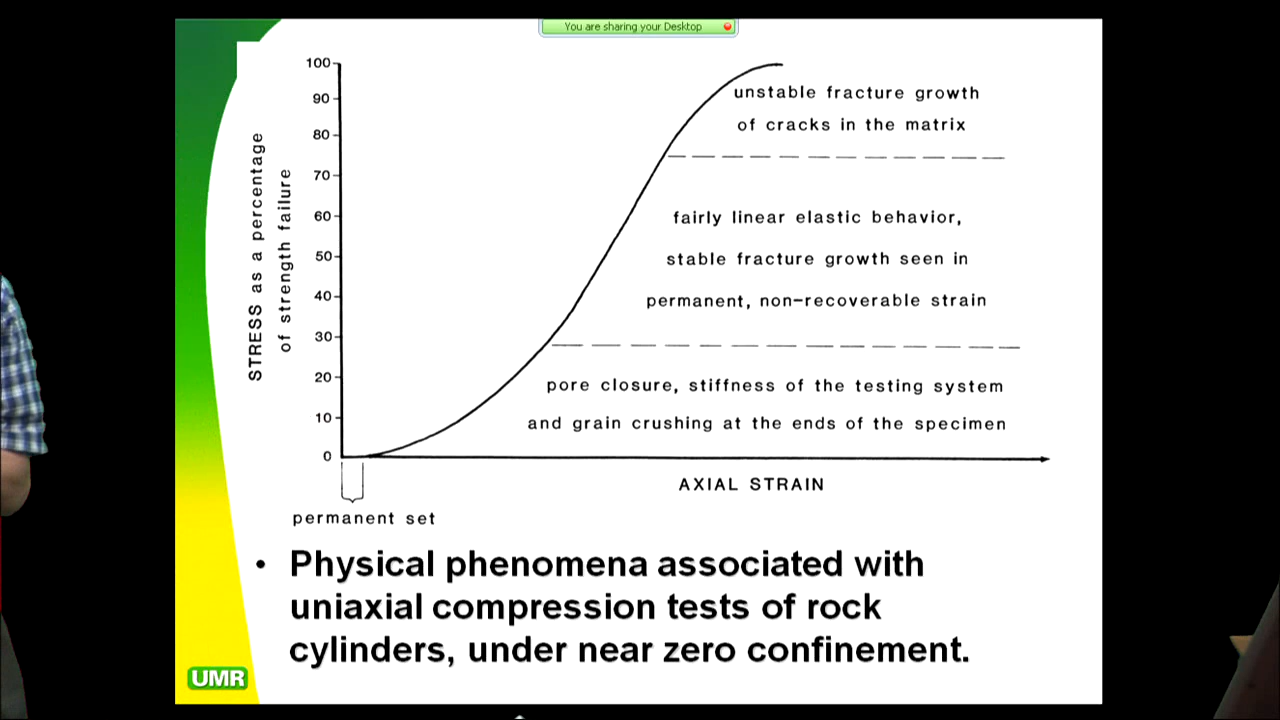 You are sharing your Desktop
100
90
80
70
60
50
40
30
20
10
0
STRESS as a percentage
of strength failure
unstable fracture growth
of cracks in the matrix
fairly linear elastic behavior,
stable fracture growth seen in
permanent, non-recoverable strain
pore closure, stiffness of the testing system
and grain crushing at the ends of the specimen
AXIAL STRAIN
permanent set
• Physical phenomena associated with
uniaxial compression tests of rock
cylinders, under near zero confinement.
UMR